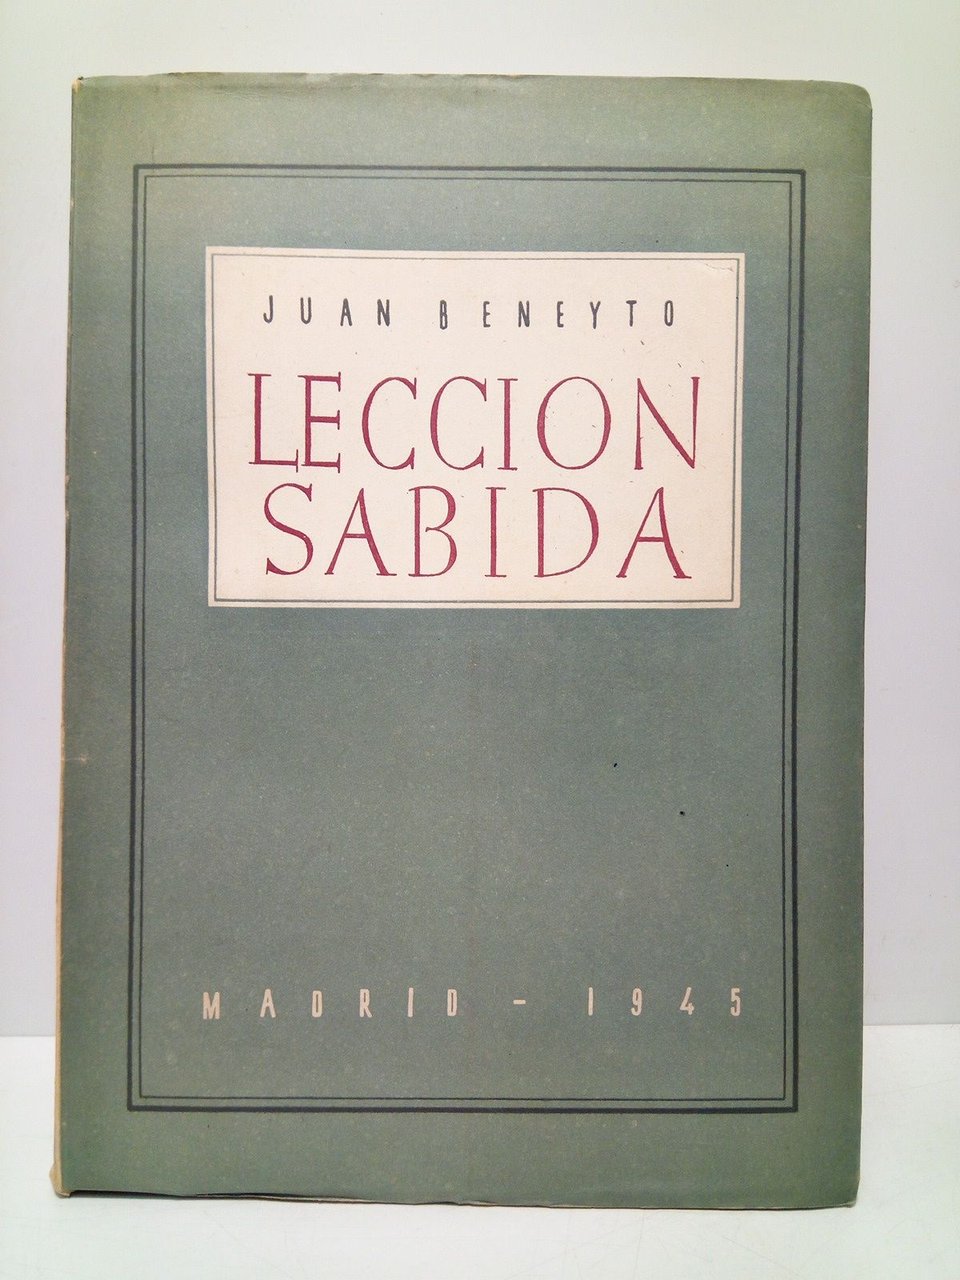 JUAN BENEYTO
LECCION
SABIDA
MADRID - 1945